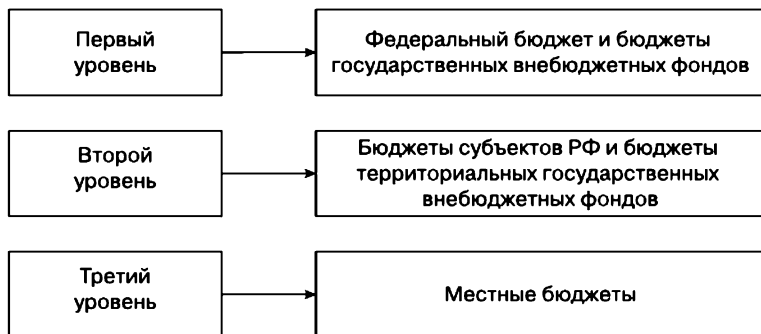 Первый
уровень
Федеральный бюджет и бюджеты
государственных внебюджетных фондов
Второй
уровень
Бюджеты субъектов РФ и бюджеты
территориальных государственных
внебюджетных фондов
Третий
уровень
Местные бюджеты